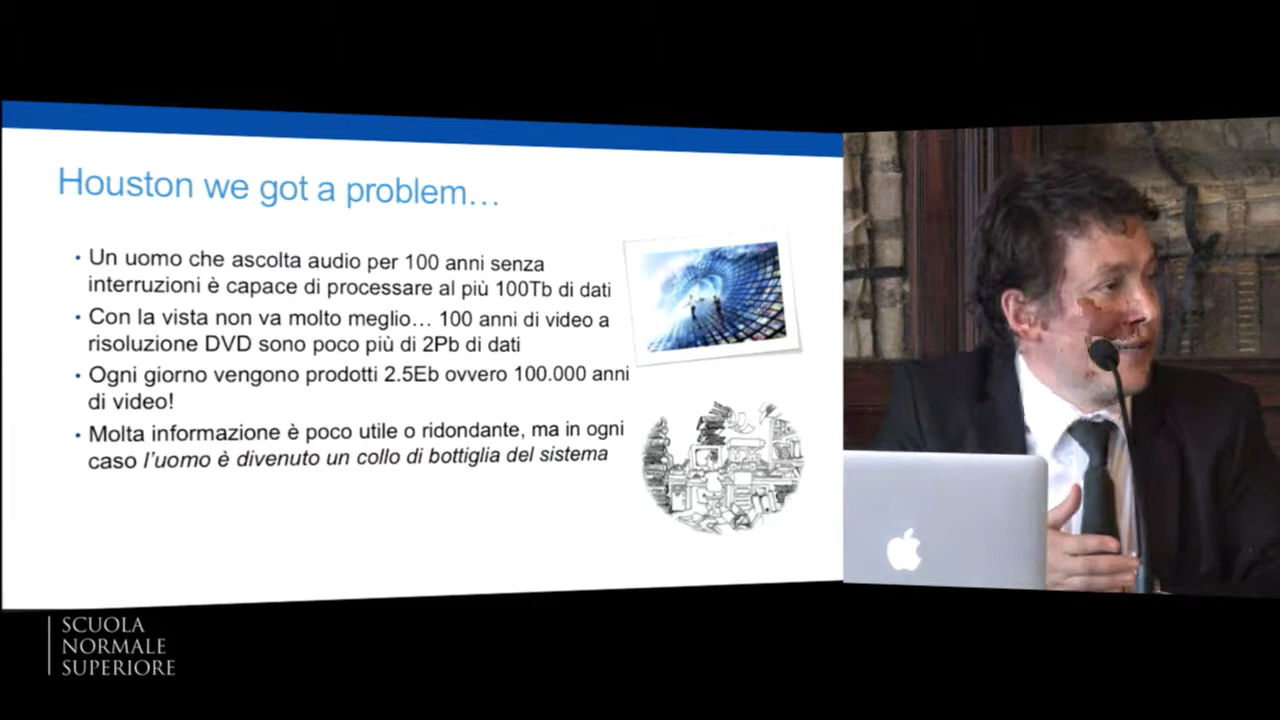 Houston we got a problem…
• Un uomo che ascolta audio per 100 anni senza
interruzioni è capace di processare al più 100Tb di dati
• Con la vista non va molto meglio… 100 anni di video a
risoluzione DVD sono poco più di 2Pb di dati
• Ogni giorno vengono prodotti 2.5Eb ovvero 100.000 anni
di video!
• Molta informazione è poco utile o ridondante, ma in ogni
caso l'uomo è divenuto un collo di bottiglia del sistema
SCUOLA
NORMALE
SUPERIORE